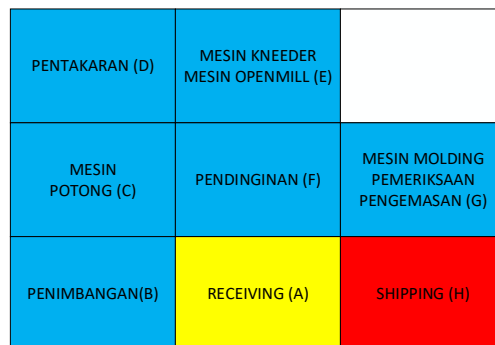 PENTAKARAN (D)
MESIN KNEEDER
MESIN OPENMILL (E)
MESIN
POTONG (C)
PENDINGINAN (F)
MESIN MOLDING
PEMERIKSAAN
PENGEMASAN (G)
PENIMBANGAN(B)
RECEIVING (A)
SHIPPING (H)